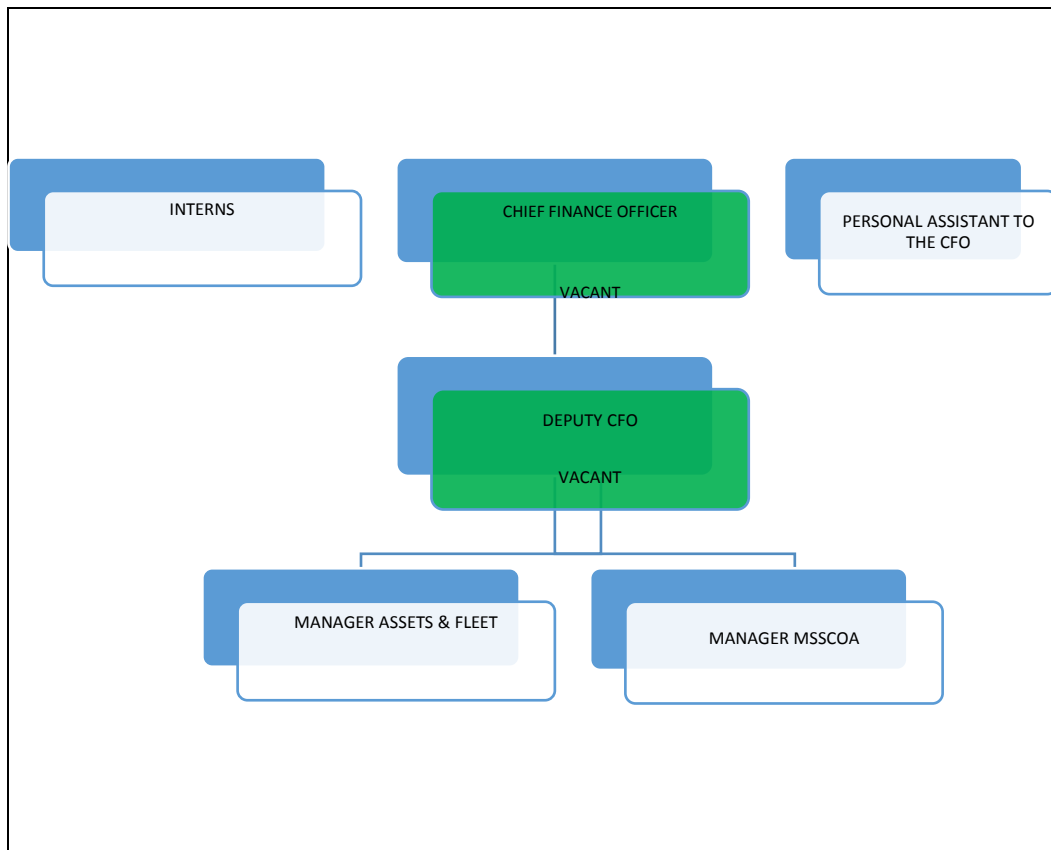 INTERNS
CHIEF FINANCE OFFICER
VACANT
PERSONAL ASSISTANT TO
THE CFO
DEPUTY CFO
VACANT
MANAGER ASSETS & FLEET
MANAGER MSSCOA